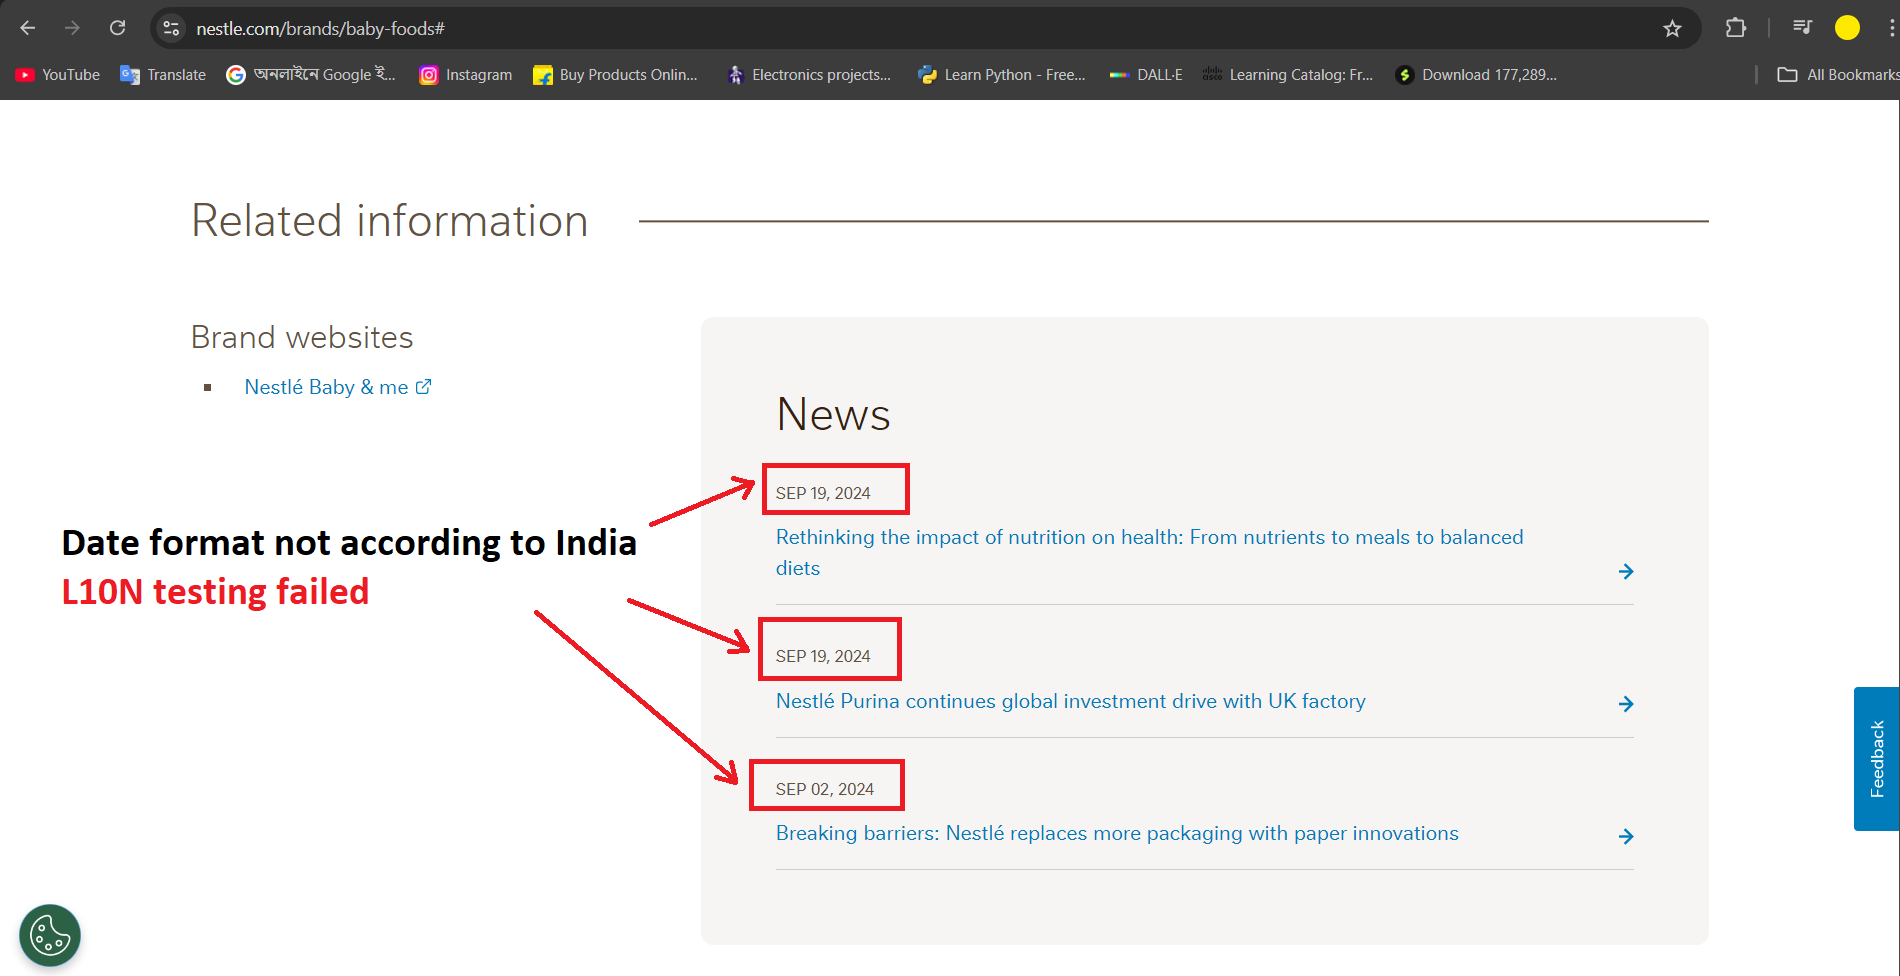 nestle.com/brands/baby-foods#
YouTube Translate অনলাইনে Google ই... Instagram Buy Products Onlin... Electronics projects... Learn Python - Free... DALL·E Learning Catalog: Fr... Download 177,289... All Bookmarks
Related information
Brand websites
Nestlé Baby & me
News
SEP 19, 2024
Rethinking the impact of nutrition on health: From nutrients to meals to balanced
diets
Date format not according to India
L10N testing failed
SEP 19, 2024
Nestlé Purina continues global investment drive with UK factory
SEP 02, 2024
Breaking barriers: Nestlé replaces more packaging with paper innovations
Feedback